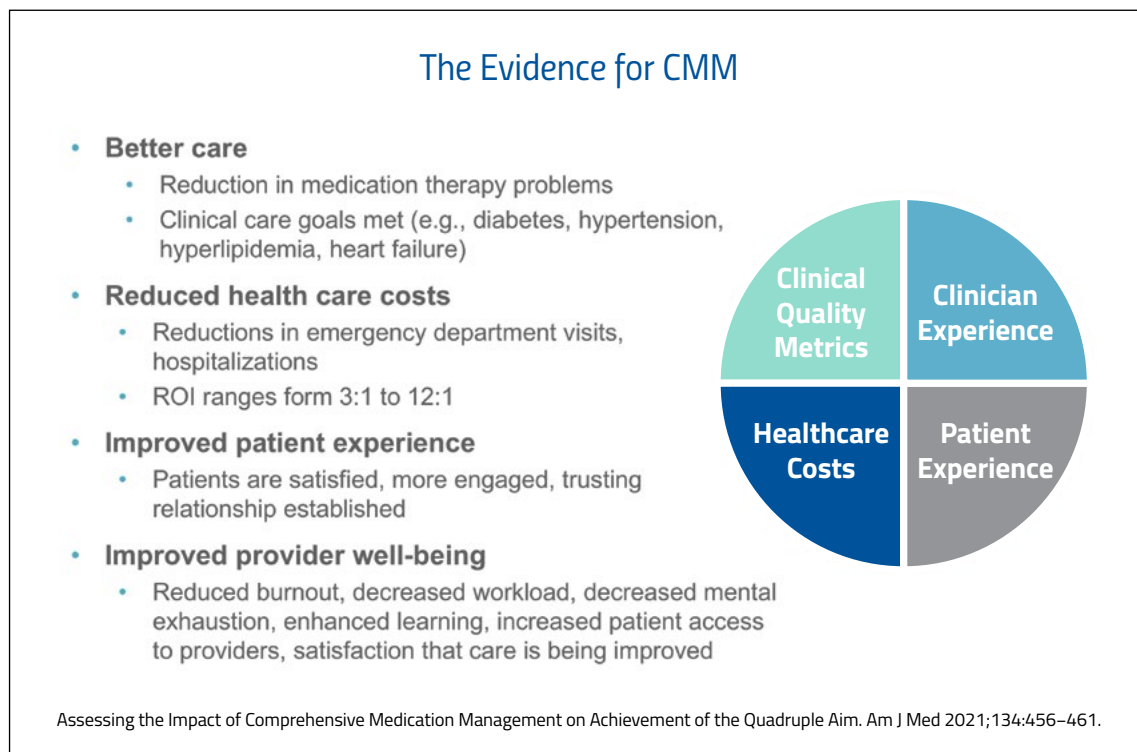 The Evidence for CMM
• Better care
• Reduction in medication therapy problems
• Clinical care goals met (e.g., diabetes, hypertension,
hyperlipidemia, heart failure)
• Reduced health care costs
• Reductions in emergency department visits,
hospitalizations
• ROI ranges form 3:1 to 12:1
• Improved patient experience
• Patients are satisfied, more engaged, trusting
relationship established
• Improved provider well-being
• Reduced burnout, decreased workload, decreased mental
exhaustion, enhanced learning, increased patient access
to providers, satisfaction that care is being improved
Clinical
Quality
Metrics
Clinician
Experience
Healthcare
Costs
Patient
Experience
Assessing the Impact of Comprehensive Medication Management on Achievement of the Quadruple Aim. Am J Med 2021;134:456–461.